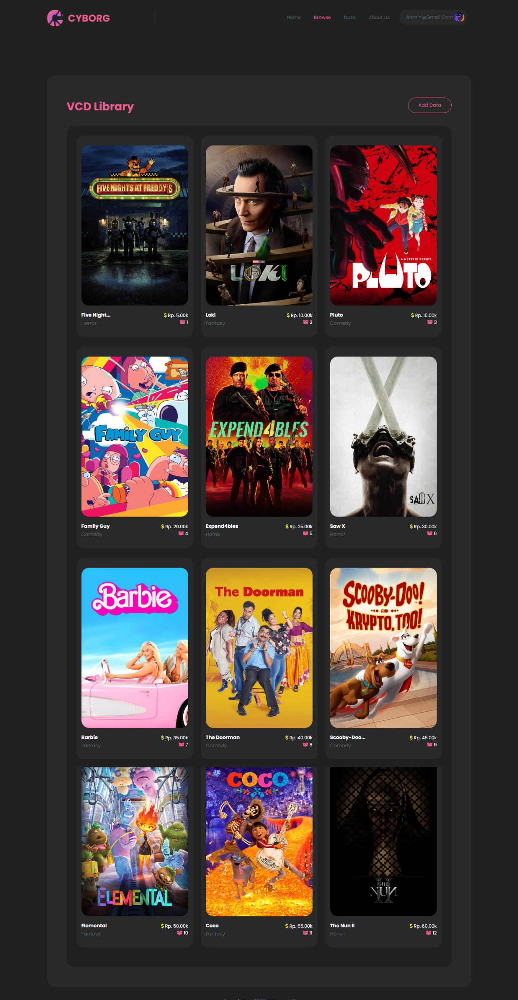 CYBORG
Home
Browse
Data
About Us
Admin@Gmail.Com
VCD Library
Add Data
FIVE NIGHTS AT FREDDY'S
MARVEL STUDIOS
LOKI
A NETFLIX SERIES
PLUTO
Five Night...
Rp. 5.00k
Horror
1
Loki
Rp. 10.00k
Fantasy
2
Pluto
Rp. 15.00k
Comedy
3
FAMILY GUY
EXPEND4BLES
SAW X
Family Guy
Rp. 20.00k
Comedy
4
Expend4bles
Rp. 25.00k
Horror
5
Saw X
Rp. 30.00k
Horror
6
Barbie
The Doorman
SCOOBY-DOO!
AND
KRYPTO, TOO!
Barbie
Rp. 35.00k
Fantasy
7
The Doorman
Rp. 40.00k
Comedy
8
Scooby-Doo...
Rp. 45.00k
Comedy
9
ELEMENTAL
COCO
THE
NUN
II
Elemental
Rp. 50.00k
Fantasy
10
Coco
Rp. 55.00k
Fantasy
11
The Nun II
Rp. 60.00k
Horror
12